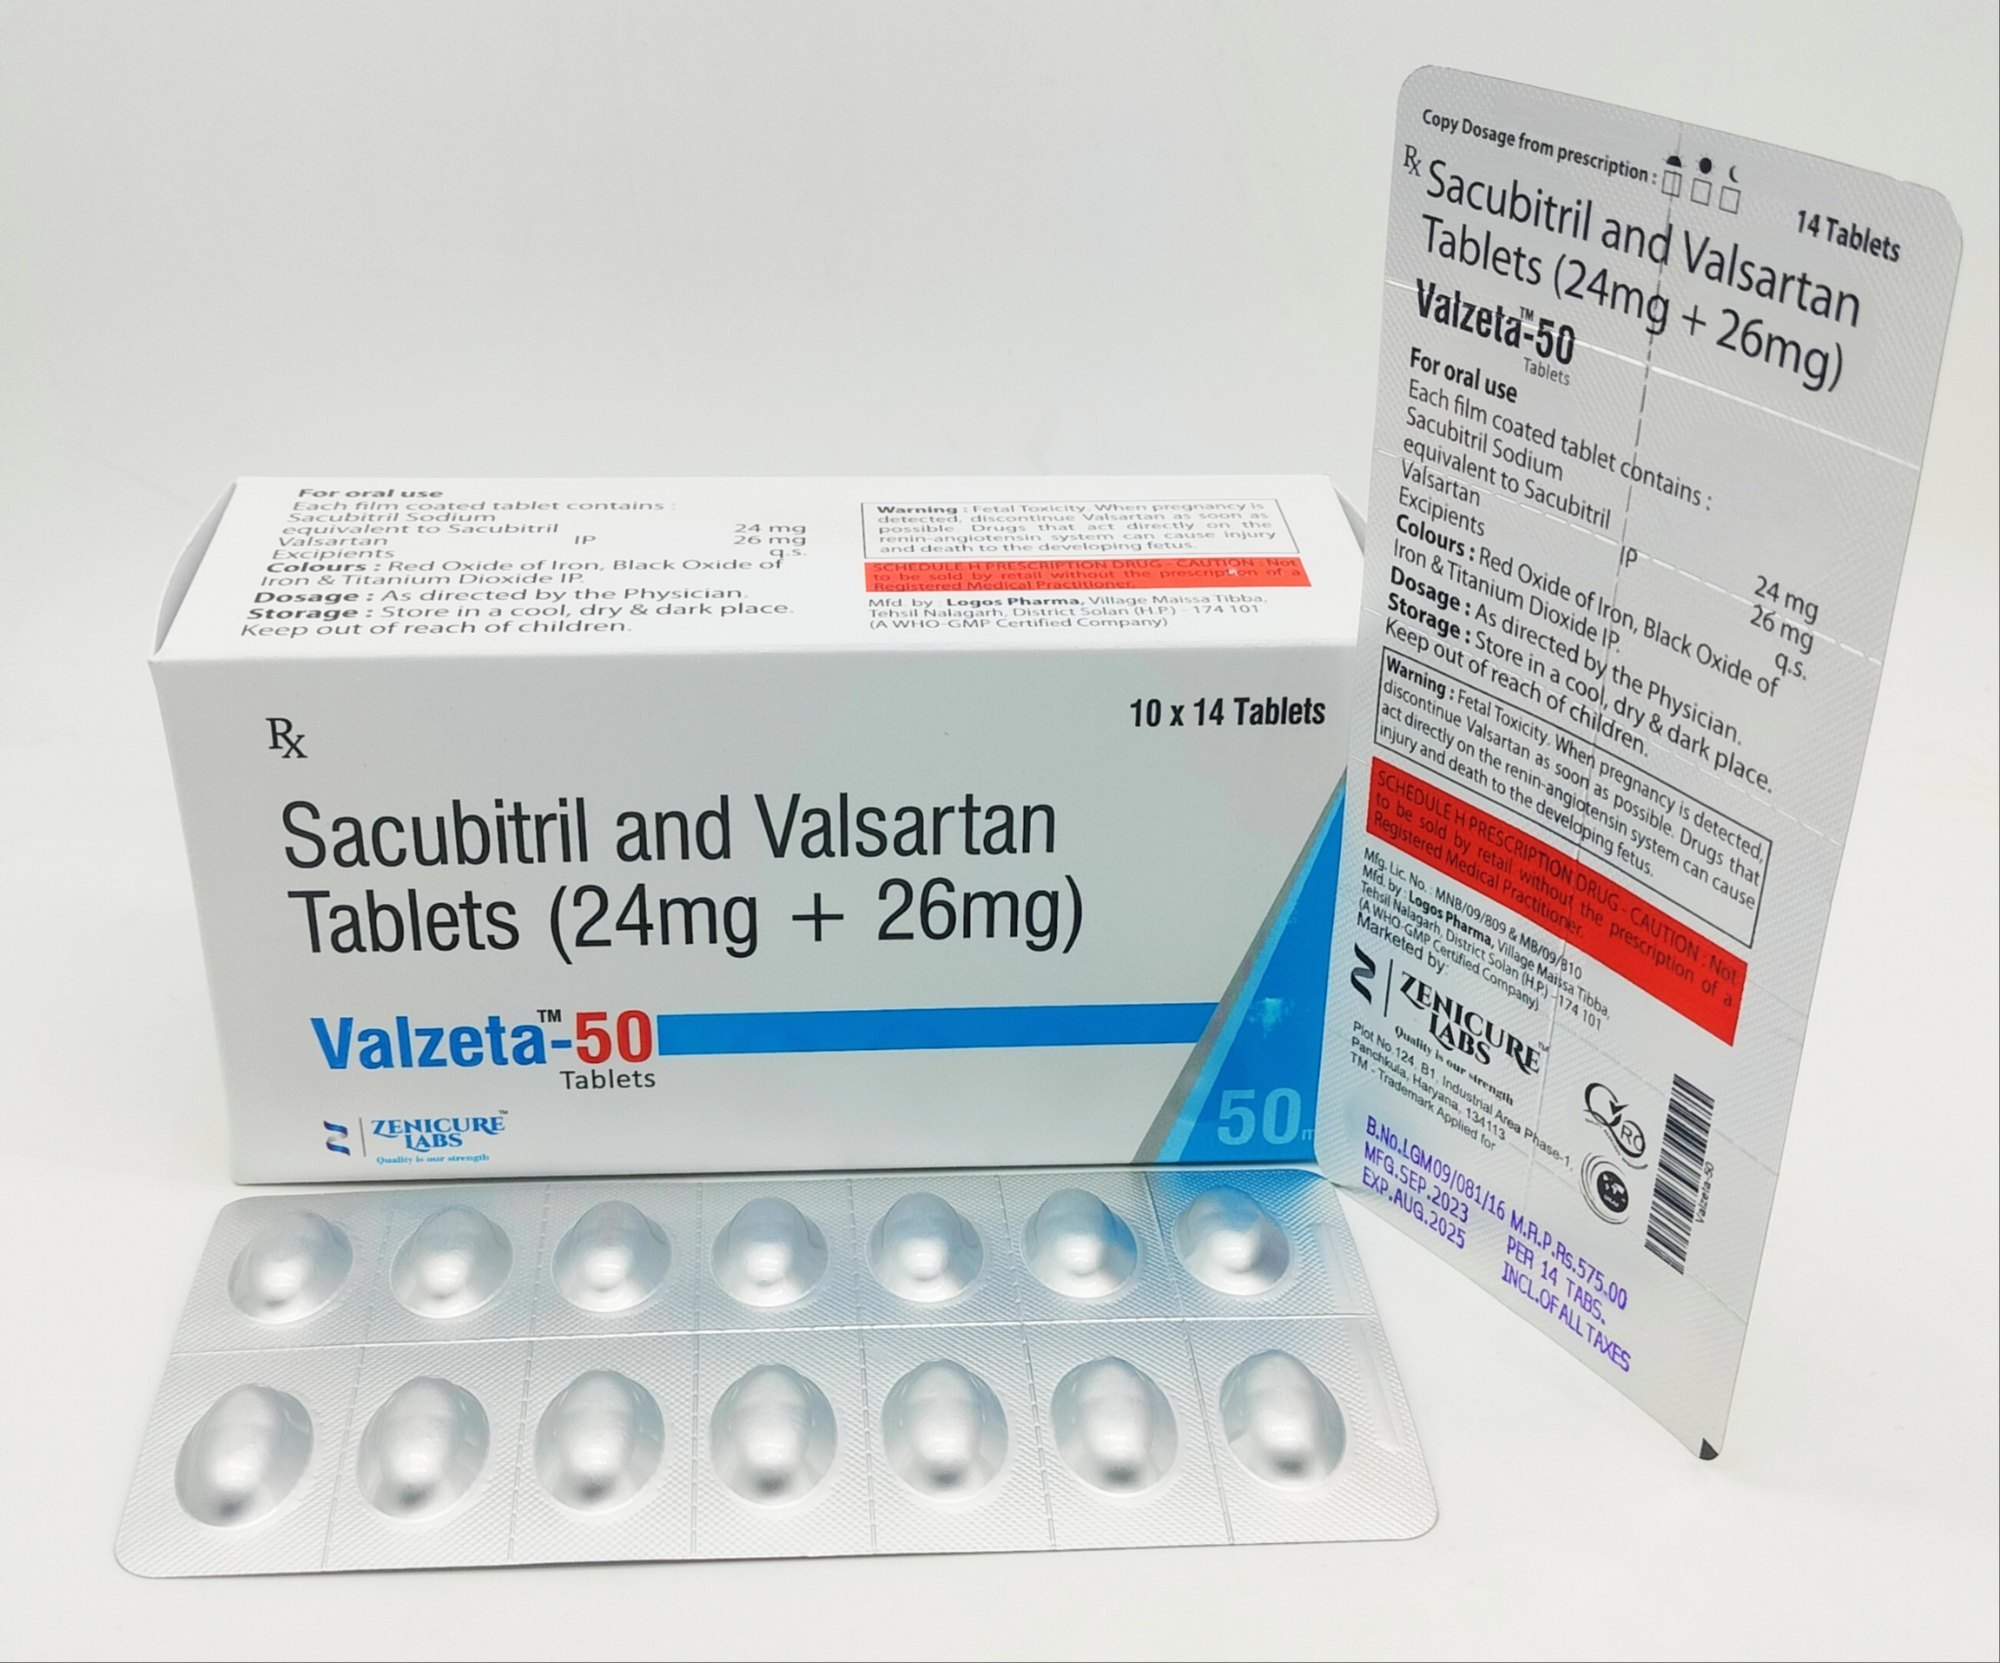 For oral use
Each film coated tablet contains :
Sacubitril Sodium
equivalent to Sacubitril 24 mg
Valsartan IP 26 mg
Excipients q.s.
Colours : Red Oxide of Iron, Black Oxide of
Iron & Titanium Dioxide IP.
Dosage : As directed by the Physician.
Storage : Store in a cool, dry & dark place.
Keep out of reach of children.
Warning : Fetal Toxicity. When pregnancy is
detected, discontinue Valsartan as soon as
possible. Drugs that act directly on the
renin-angiotensin system can cause injury
and death to the developing fetus.
SCHEDULE H PRESCRIPTION DRUG - CAUTION : Not
to be sold by retail without the prescription of a
Registered Medical Practitioner.
Mfd. by : Logos Pharma, Village Maissa Tibba,
Tehsil Nalagarh, District Solan (H.P.) - 174 101
(A WHO-GMP Certified Company)
Rx
10 x 14 Tablets
Sacubitril and Valsartan
Tablets (24mg + 26mg)
Valzeta™-50
Tablets
ZENICURE™
LABS
Quality is our strength
50
Copy Dosage from prescription :
14 Tablets
Rx Sacubitril and Valsartan
Tablets (24mg + 26mg)
Valzeta™-50
Tablets
For oral use
Each film coated tablet contains :
Sacubitril Sodium
equivalent to Sacubitril 24 mg
Valsartan IP 26 mg
Excipients q.s.
Colours : Red Oxide of Iron, Black Oxide of
Iron & Titanium Dioxide IP.
Dosage : As directed by the Physician.
Storage : Store in a cool, dry & dark place.
Keep out of reach of children.
Warning : Fetal Toxicity. When pregnancy is detected,
discontinue Valsartan as soon as possible. Drugs that
act directly on the renin-angiotensin system can cause
injury and death to the developing fetus.
SCHEDULE H PRESCRIPTION DRUG - CAUTION : Not
to be sold by retail without the prescription of a
Registered Medical Practitioner.
Mfg. Lic. No. : MNB/09/809 & MB/09/810
Mfd. by : Logos Pharma, Village Maissa Tibba,
Tehsil Nalagarh, District Solan (H.P.) - 174 101
(A WHO-GMP Certified Company)
Marketed by:
ZENICURE™
LABS
Quality is our strength
Plot No.124, B1, Industrial Area Phase-1,
Panchkula, Haryana, 134113
TM - Trademark Applied for
RO
Valzeta-50
B.No.LGM09/081/16
MFG.SEP.2023
EXP.AUG.2025
M.R.P.RS.575.00
PER 14 TABS.
INCL.OF ALL TAXES